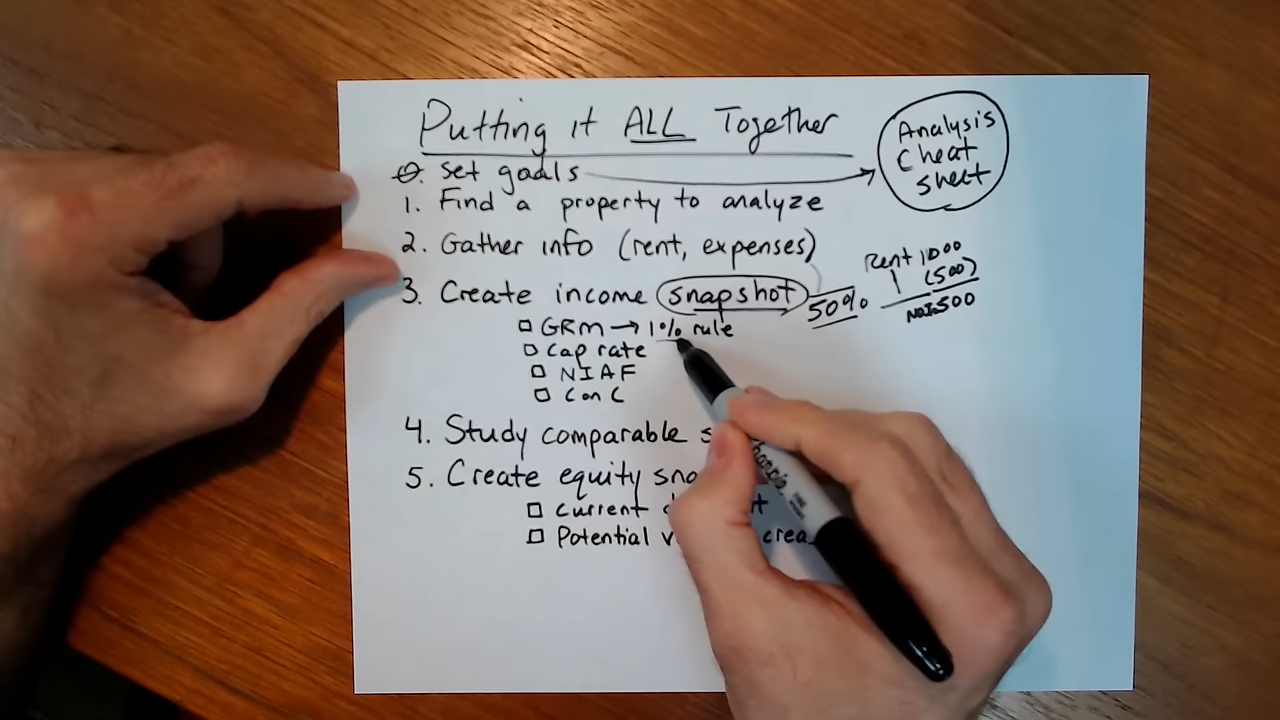 Putting it ALL Together
0. Set goals
Analysis
Cheat
Sheet
1. Find a property to analyze
2. Gather info (rent, expenses)
Rent 1000
(500)
NOI 500
3. Create income snapshot 50%
GRM → 1% rule
Cap rate
NIAF
ConC
4. Study comparable
5. Create equity
Current
Potential